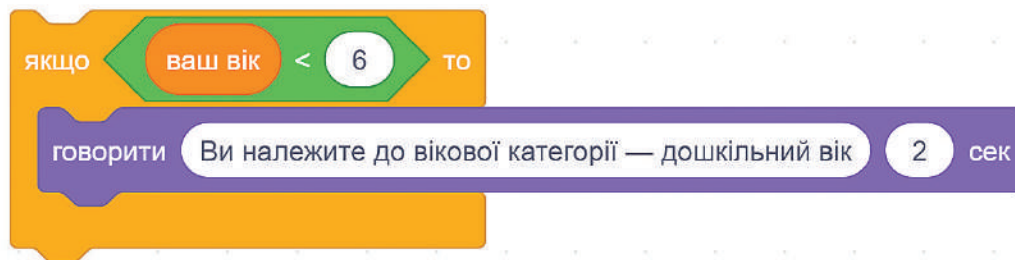 якщо ваш вік < 6 то
говорити Ви належите до вікової категорії — дошкільний вік 2 сек